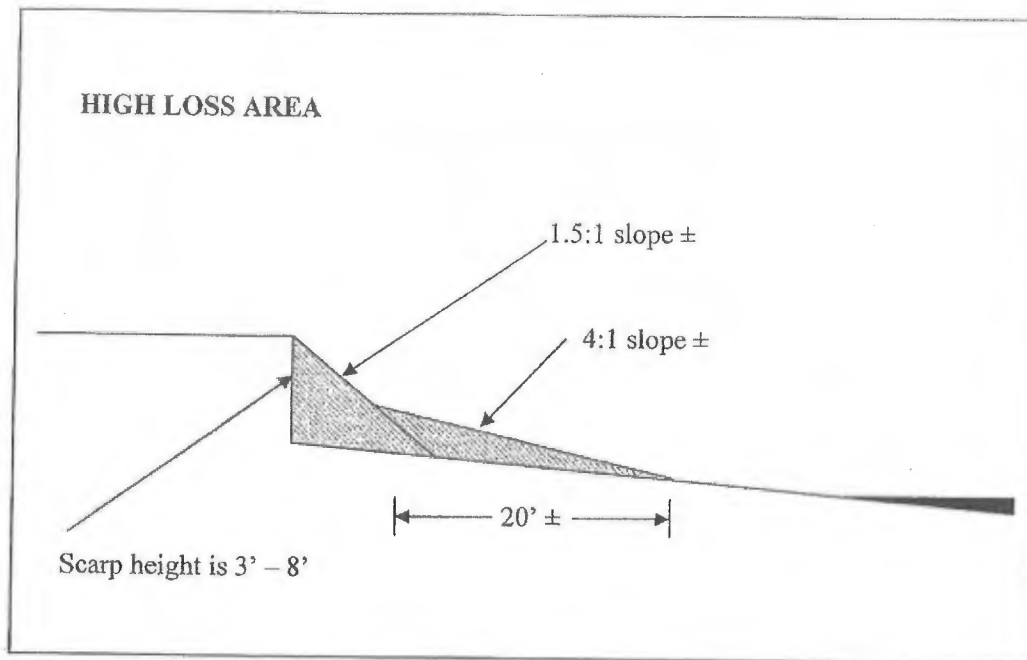 HIGH LOSS AREA
1.5:1 slope ±
4:1 slope ±
20’ ±
Scarp height is 3’ – 8’